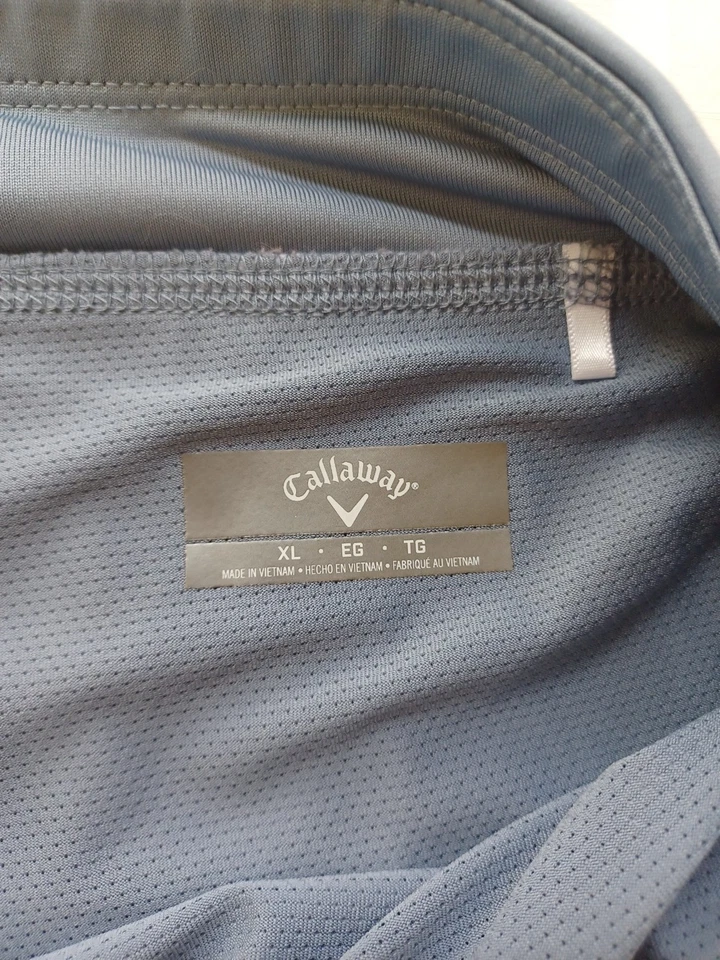 Callaway®
XL • EG • TG
MADE IN VIETNAM • HECHO EN VIETNAM • FABRIQUÉ AU VIETNAM